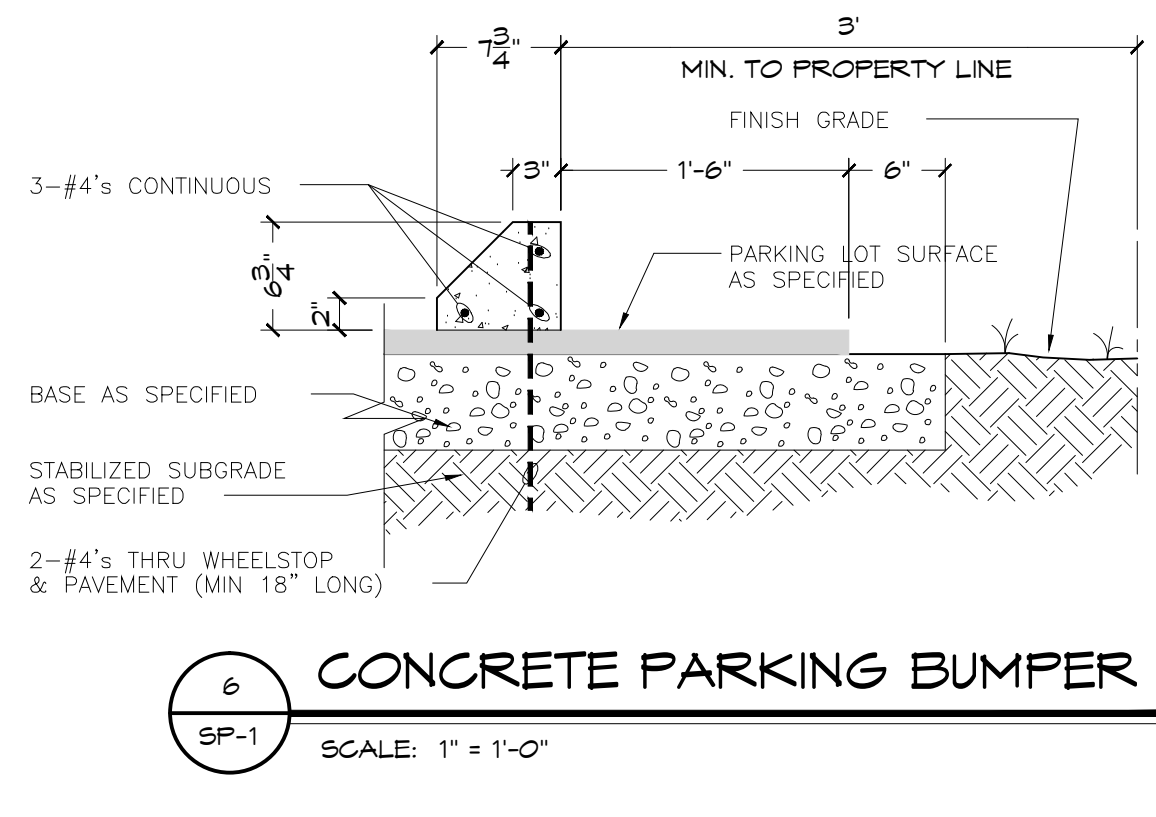 3'
7 3/4"
MIN. TO PROPERTY LINE
FINISH GRADE
3"
1'-6"
6"
3-#4's CONTINUOUS
6 3/4"
2"
PARKING LOT SURFACE
AS SPECIFIED
BASE AS SPECIFIED
STABILIZED SUBGRADE
AS SPECIFIED
2-#4's THRU WHEELSTOP
& PAVEMENT (MIN 18” LONG)
6
SP-1
CONCRETE PARKING BUMPER
SCALE: 1" = 1'-0"